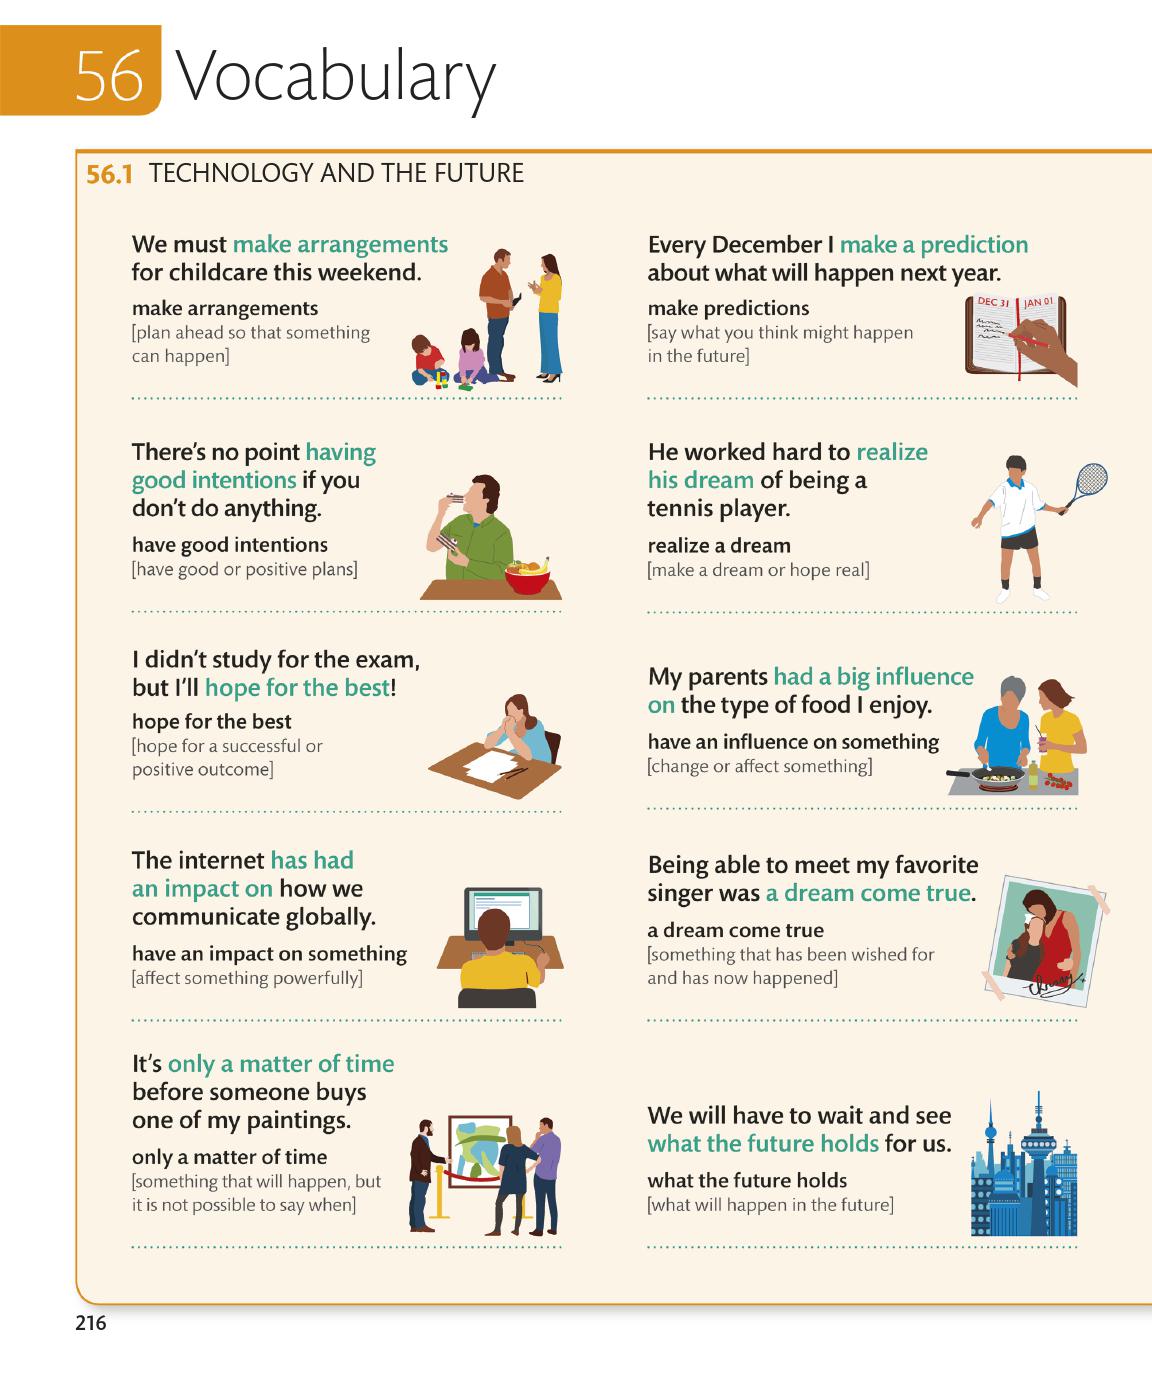 56 Vocabulary
56.1 TECHNOLOGY AND THE FUTURE
We must make arrangements
for childcare this weekend.
make arrangements
[plan ahead so that something
can happen]
Every December I make a prediction
about what will happen next year.
make predictions
[say what you think might happen
in the future]
DEC 31 JAN 01
There's no point having
good intentions if you
don't do anything.
have good intentions
[have good or positive plans]
He worked hard to realize
his dream of being a
tennis player.
realize a dream
[make a dream or hope real]
I didn't study for the exam,
but I'll hope for the best!
hope for the best
[hope for a successful or
positive outcome]
My parents had a big influence
on the type of food I enjoy.
have an influence on something
[change or affect something]
The internet has had
an impact on how we
communicate globally.
have an impact on something
[affect something powerfully]
Being able to meet my favorite
singer was a dream come true.
a dream come true
[something that has been wished for
and has now happened]
It's only a matter of time
before someone buys
one of my paintings.
only a matter of time
[something that will happen, but
it is not possible to say when]
We will have to wait and see
what the future holds for us.
what the future holds
[what will happen in the future]
216